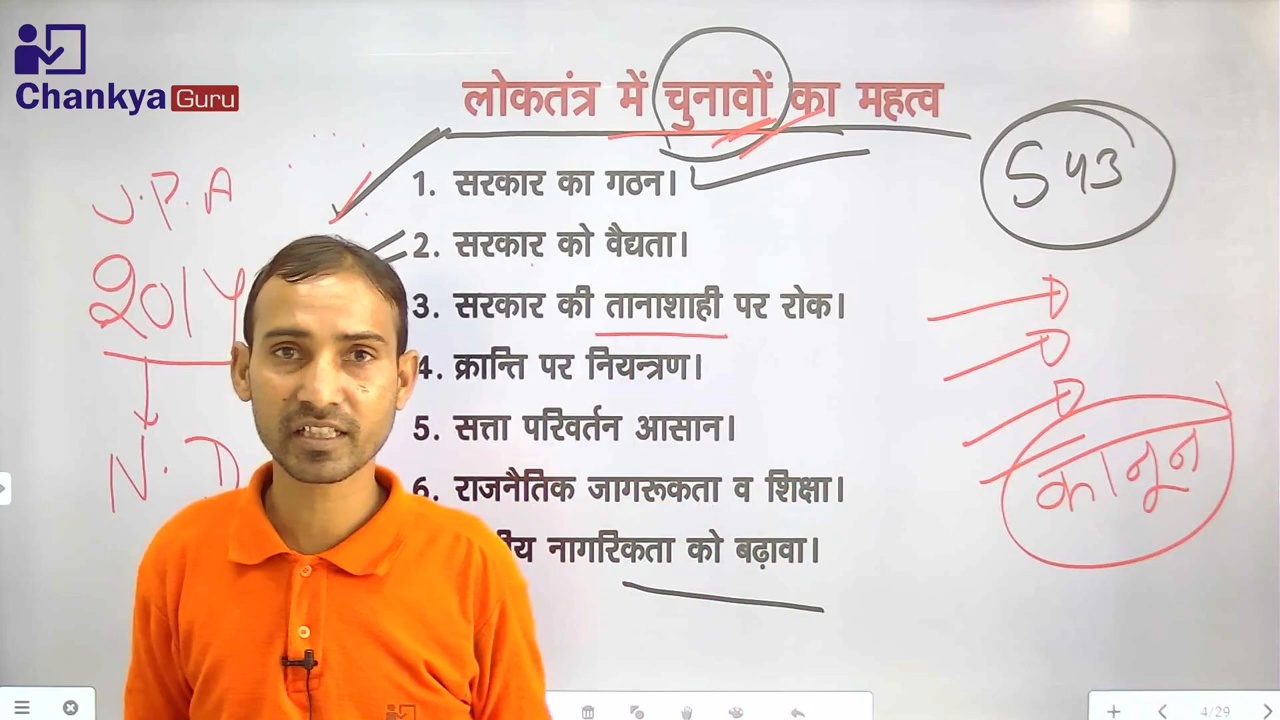 Chankya Guru
लोकतंत्र में चुनावों का महत्व
1. सरकार का गठन।
2. सरकार को वैद्यता।
3. सरकार की तानाशाही पर रोक।
4. क्रान्ति पर नियन्त्रण।
5. सत्ता परिवर्तन आसान।
6. राजनैतिक जागरूकता व शिक्षा।
नागरिकता को बढ़ावा।
U.P.A
2014
N.D
543
कानून
4/29